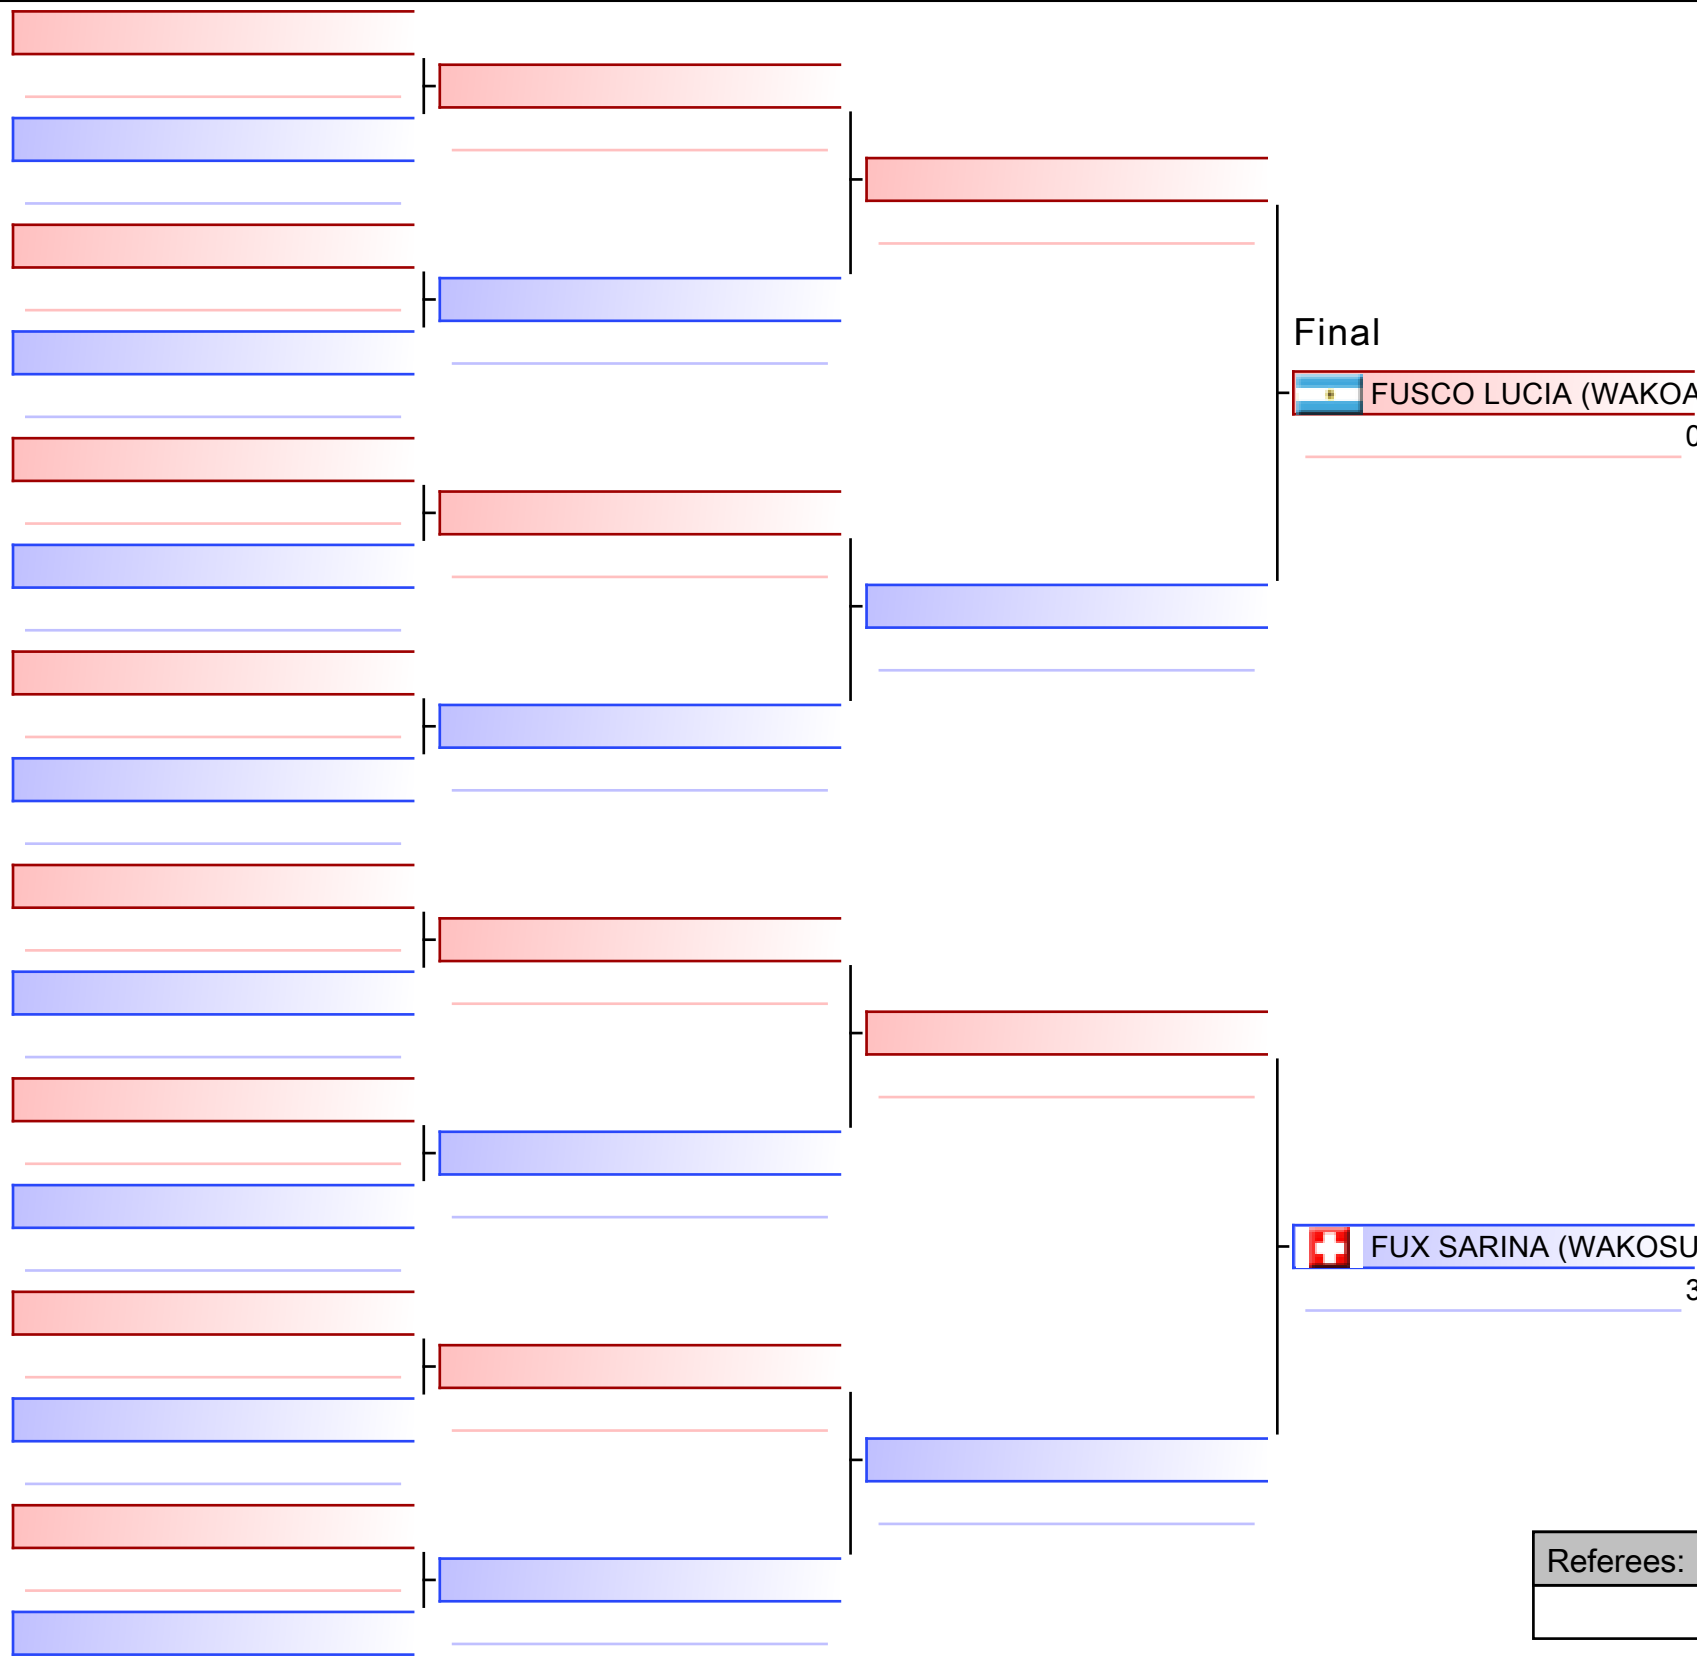 Final
FUSCO LUCIA (WAKOA
0
FUX SARINA (WAKOSU
3
Referees: